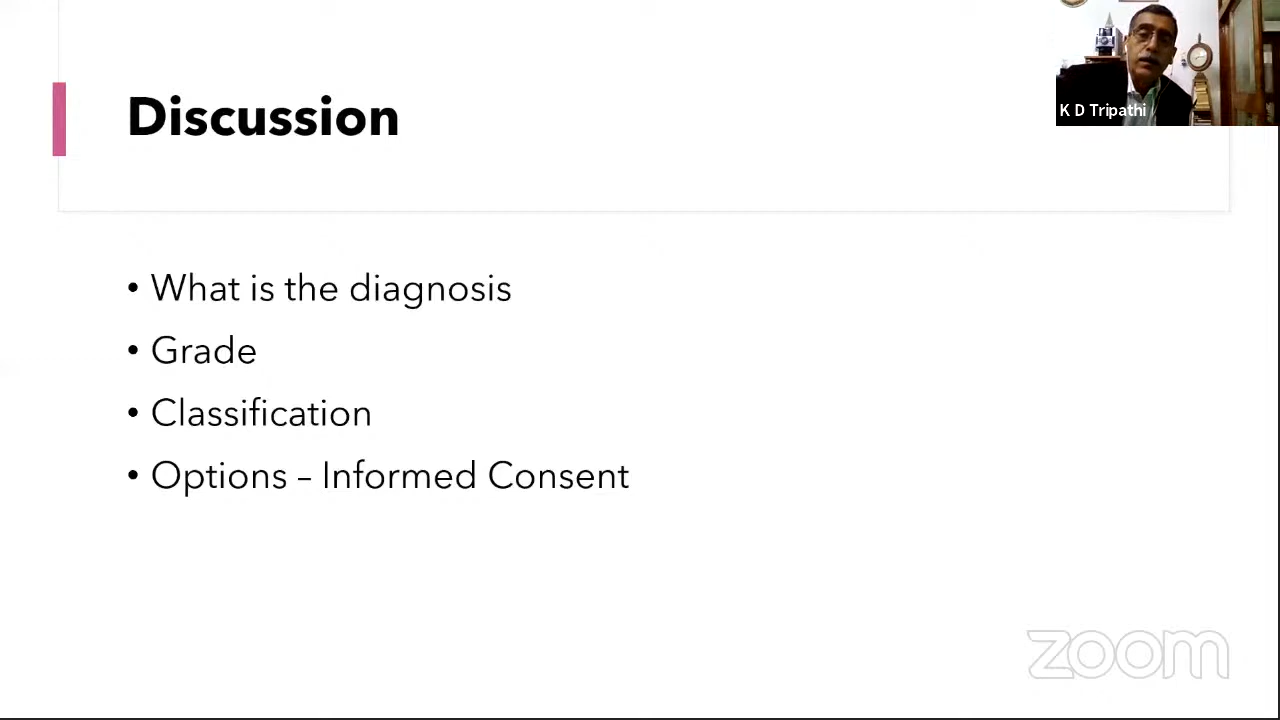 Discussion
K D Tripathi
• What is the diagnosis
• Grade
• Classification
• Options – Informed Consent
zoom